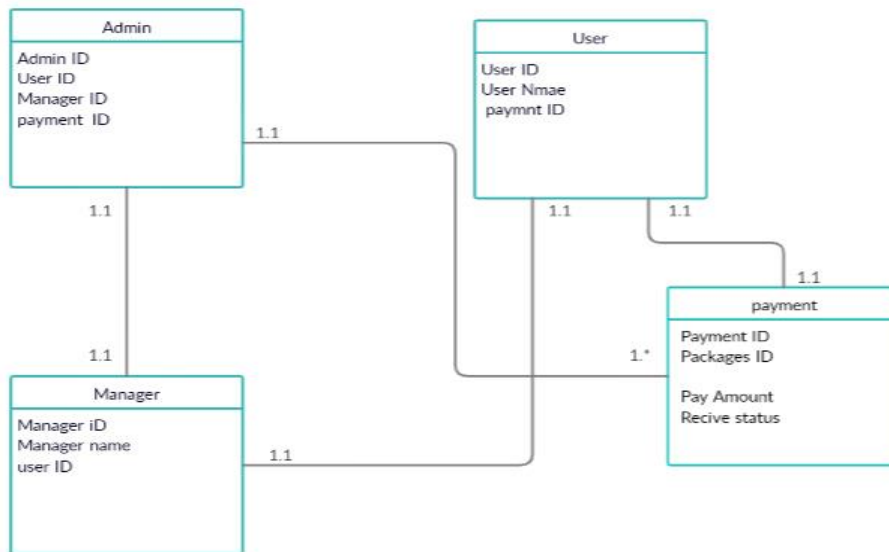 Admin
Admin ID
User ID
Manager ID
payment ID
User
User ID
User Nmae
paymnt ID
1.1
1.1
1.1
1.1
1.1
payment
Payment ID
Packages ID
Pay Amount
Recive status
1.1
1.*
Manager
Manager iD
Manager name
user ID
1.1